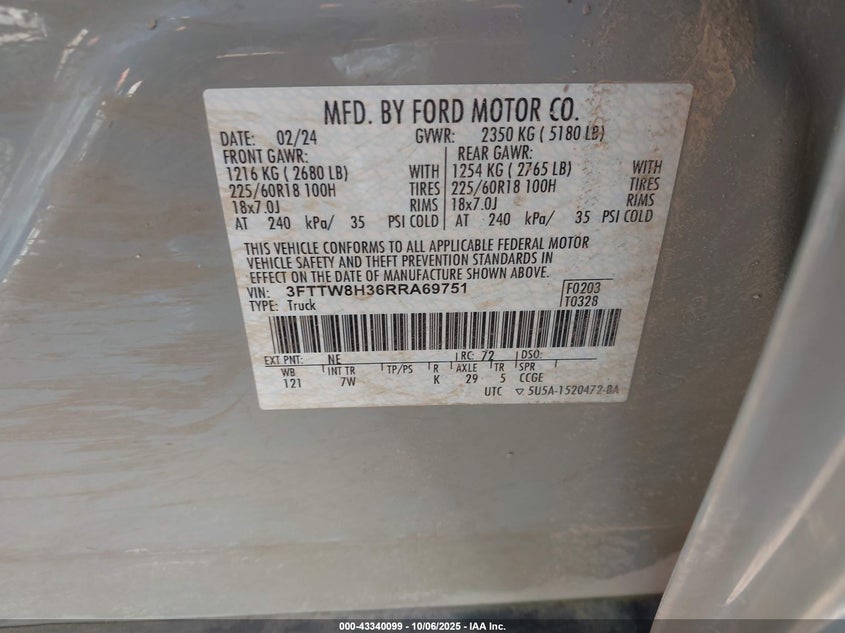 MFD. BY FORD MOTOR CO.
DATE: 02/24 GVWR: 2350 KG ( 5180 LB)
FRONT GAWR: REAR GAWR:
1216 KG ( 2680 LB) WITH 1254 KG ( 2765 LB) WITH
225/60R18 100H TIRES 225/60R18 100H TIRES
18x7.0J RIMS 18x7.0J RIMS
AT 240 kPa/ 35 PSI COLD AT 240 kPa/ 35 PSI COLD
THIS VEHICLE CONFORMS TO ALL APPLICABLE FEDERAL MOTOR
VEHICLE SAFETY AND THEFT PREVENTION STANDARDS IN
EFFECT ON THE DATE OF MANUFACTURE SHOWN ABOVE.
VIN: 3FTTW8H36RRA69751 F0203
TYPE: Truck T0328
EXT PNT: NE RC: 72 DSO:
WB INT TR TP/PS R AXLE TR SPR
121 7W K 29 5 CCGE
UTC ▽ 5U5A-1520472-BA
000-43340099 - 10/06/2025 - IAA Inc.